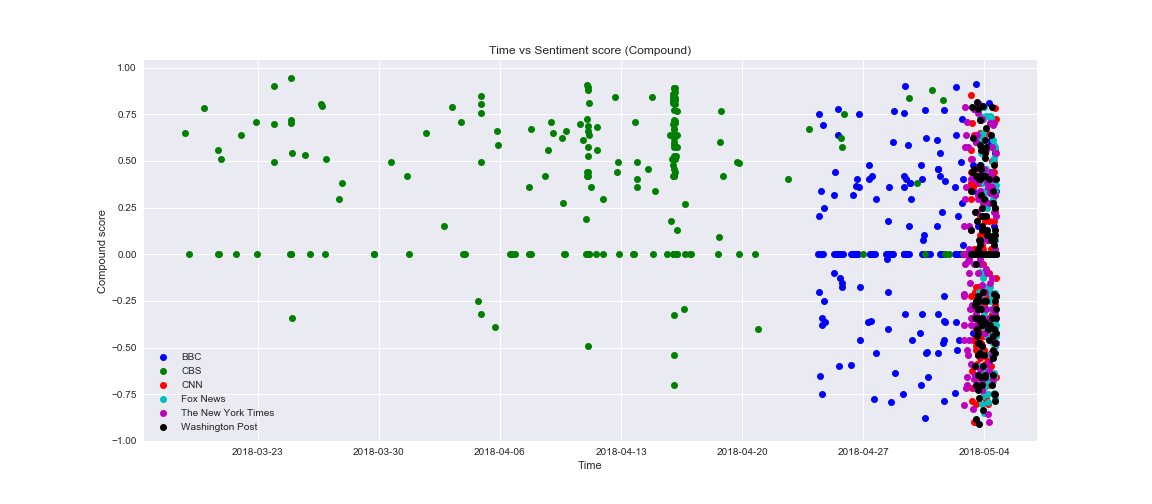 Time vs Sentiment score (Compound)
1.00
0.75
0.50
0.25
0.00
−0.25
−0.50
−0.75
−1.00
Compound score
BBC
CBS
CNN
Fox News
The New York Times
Washington Post
2018-03-23 2018-03-30 2018-04-06 2018-04-13 2018-04-20 2018-04-27 2018-05-04
Time